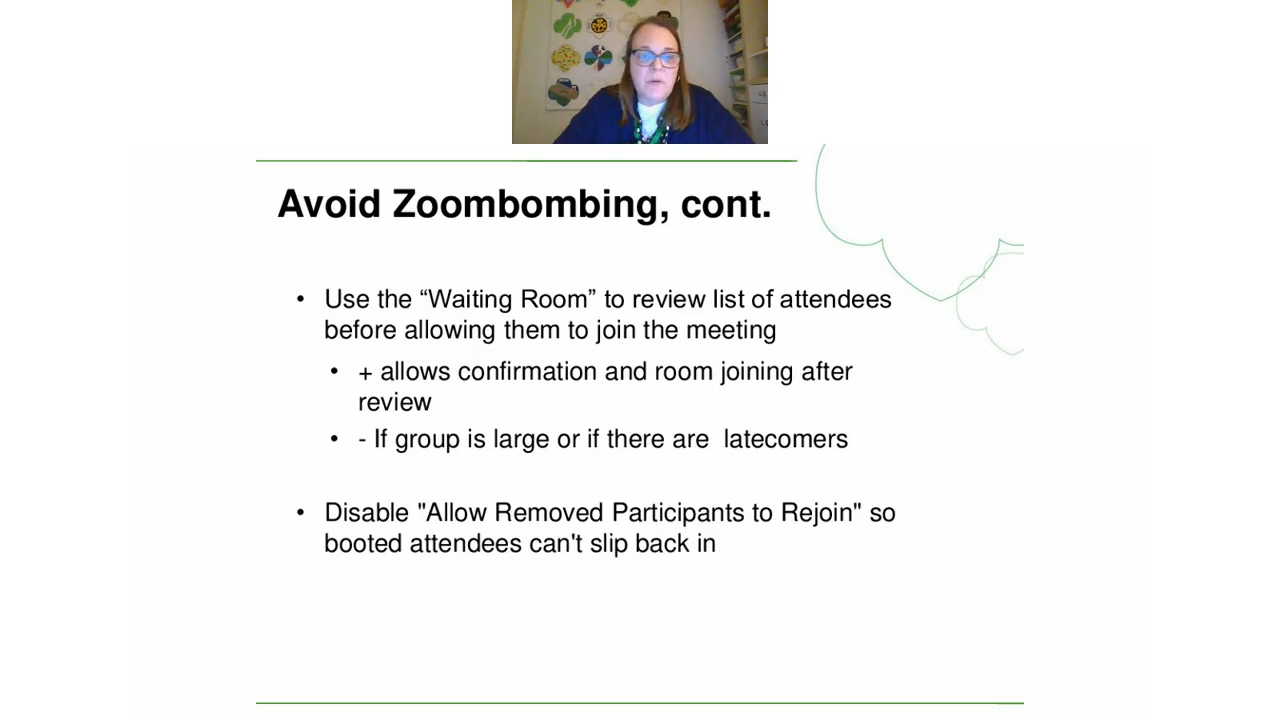 Avoid Zoombombing, cont.
• Use the “Waiting Room” to review list of attendees
before allowing them to join the meeting
• + allows confirmation and room joining after
review
• - If group is large or if there are  latecomers
• Disable "Allow Removed Participants to Rejoin" so
booted attendees can't slip back in